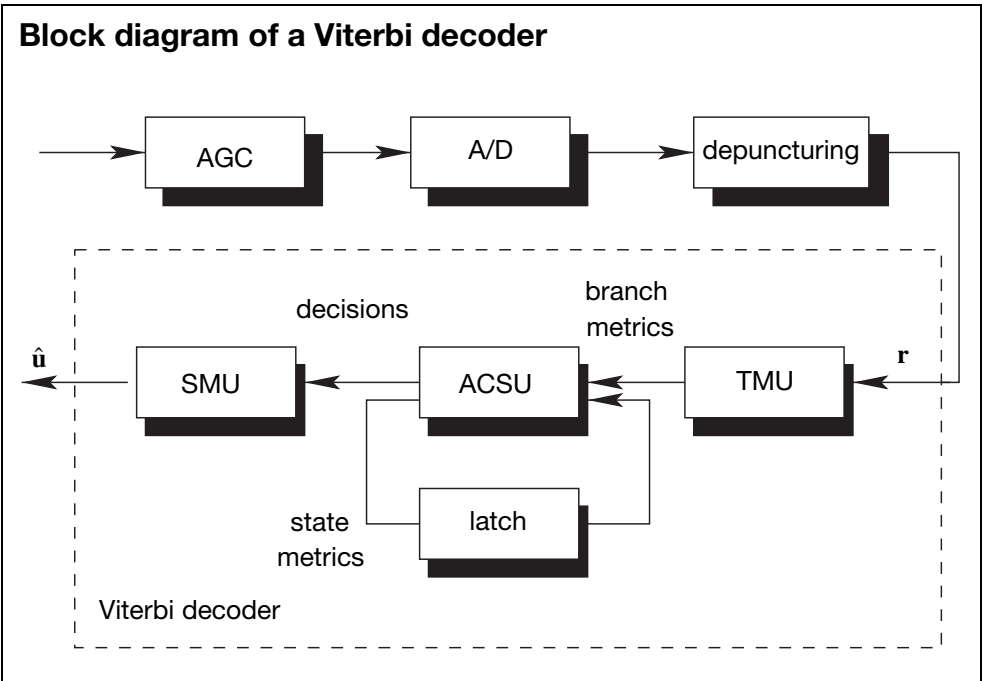 Block diagram of a Viterbi decoder
AGC
A/D
depuncturing
decisions
branch
metrics
û
SMU
ACSU
TMU
r
state
metrics
latch
Viterbi decoder